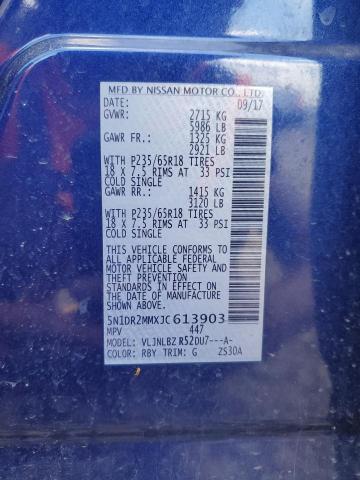 MFD BY NISSAN MOTOR CO., LTD.
DATE: 09/17
GVWR: 2715 KG
5986 LB
GAWR FR.: 1325 KG
2921 LB
WITH P235/65R18 TIRES
18 X 7.5 RIMS AT 33 PSI
COLD SINGLE
GAWR RR.: 1415 KG
3120 LB
WITH P235/65R18 TIRES
18 X 7.5 RIMS AT 33 PSI
COLD SINGLE
THIS VEHICLE CONFORMS TO
ALL APPLICABLE FEDERAL
MOTOR VEHICLE SAFETY
STANDARDS IN EFFECT ON
THE DATE OF MANUFACTURE
SHOWN ABOVE.
5N1DR2MMXJC613903
MPV 447
MODEL: VLJNLBZ R52DU7---A-
COLOR: RBY TRIM: G ZS30A